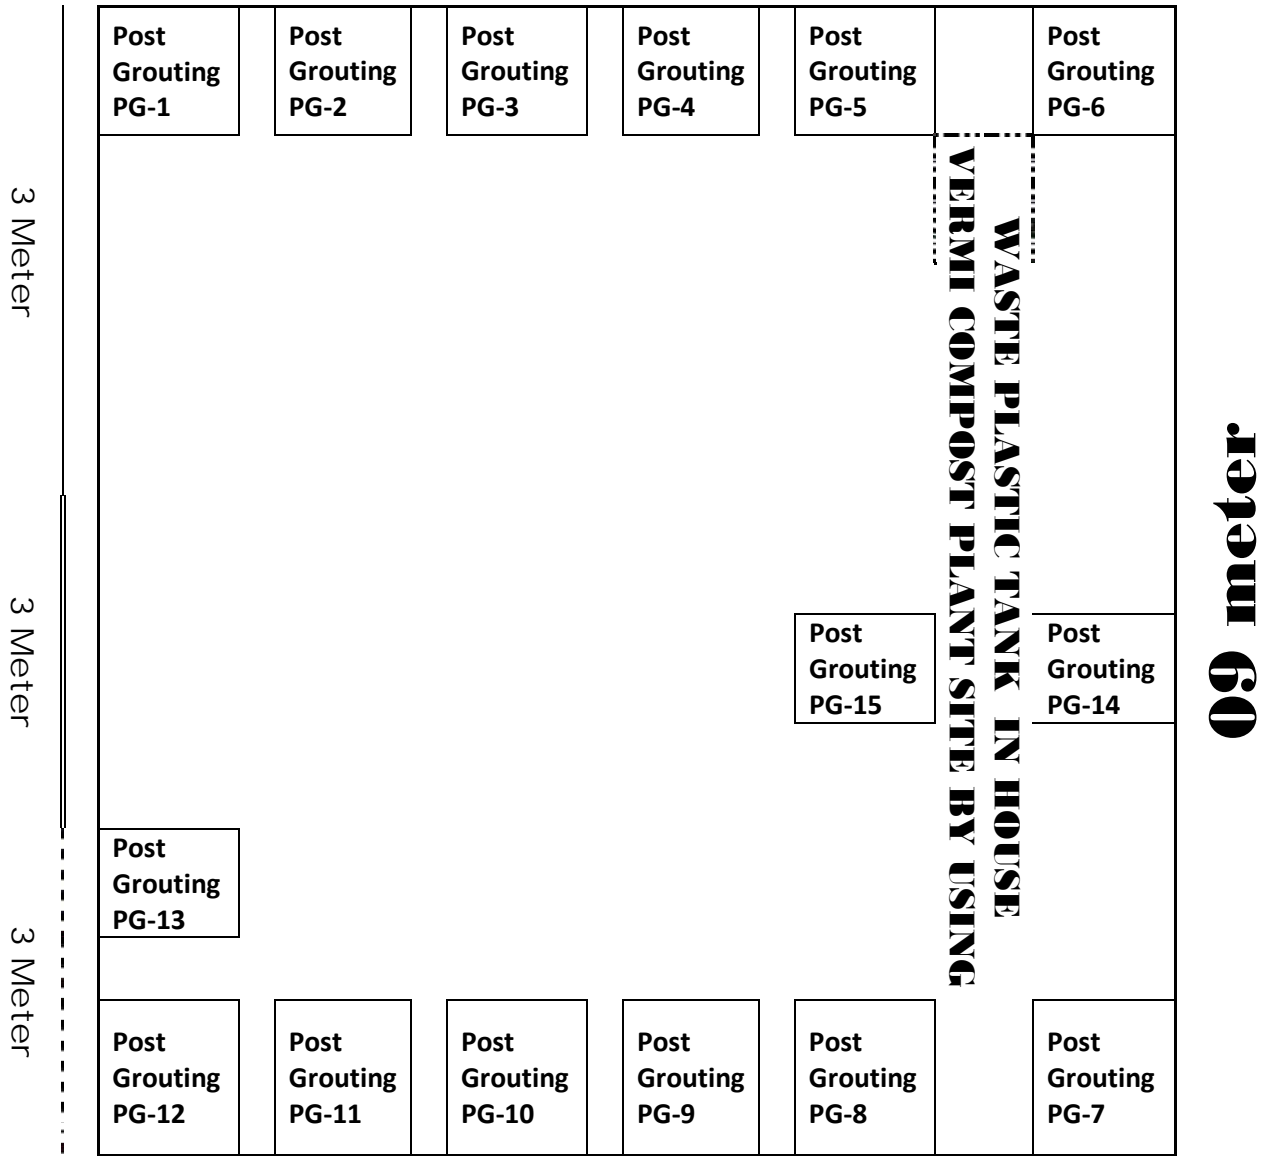 Post
Grouting
PG-1
Post
Grouting
PG-2
Post
Grouting
PG-3
Post
Grouting
PG-4
Post
Grouting
PG-5
Post
Grouting
PG-6
3 Meter
3 Meter
3 Meter
VERMI COMPOST PLANT SITE BY USING
WASTE PLASTIC TANK IN HOUSE
09 meter
Post
Grouting
PG-15
Post
Grouting
PG-14
Post
Grouting
PG-13
Post
Grouting
PG-12
Post
Grouting
PG-11
Post
Grouting
PG-10
Post
Grouting
PG-9
Post
Grouting
PG-8
Post
Grouting
PG-7